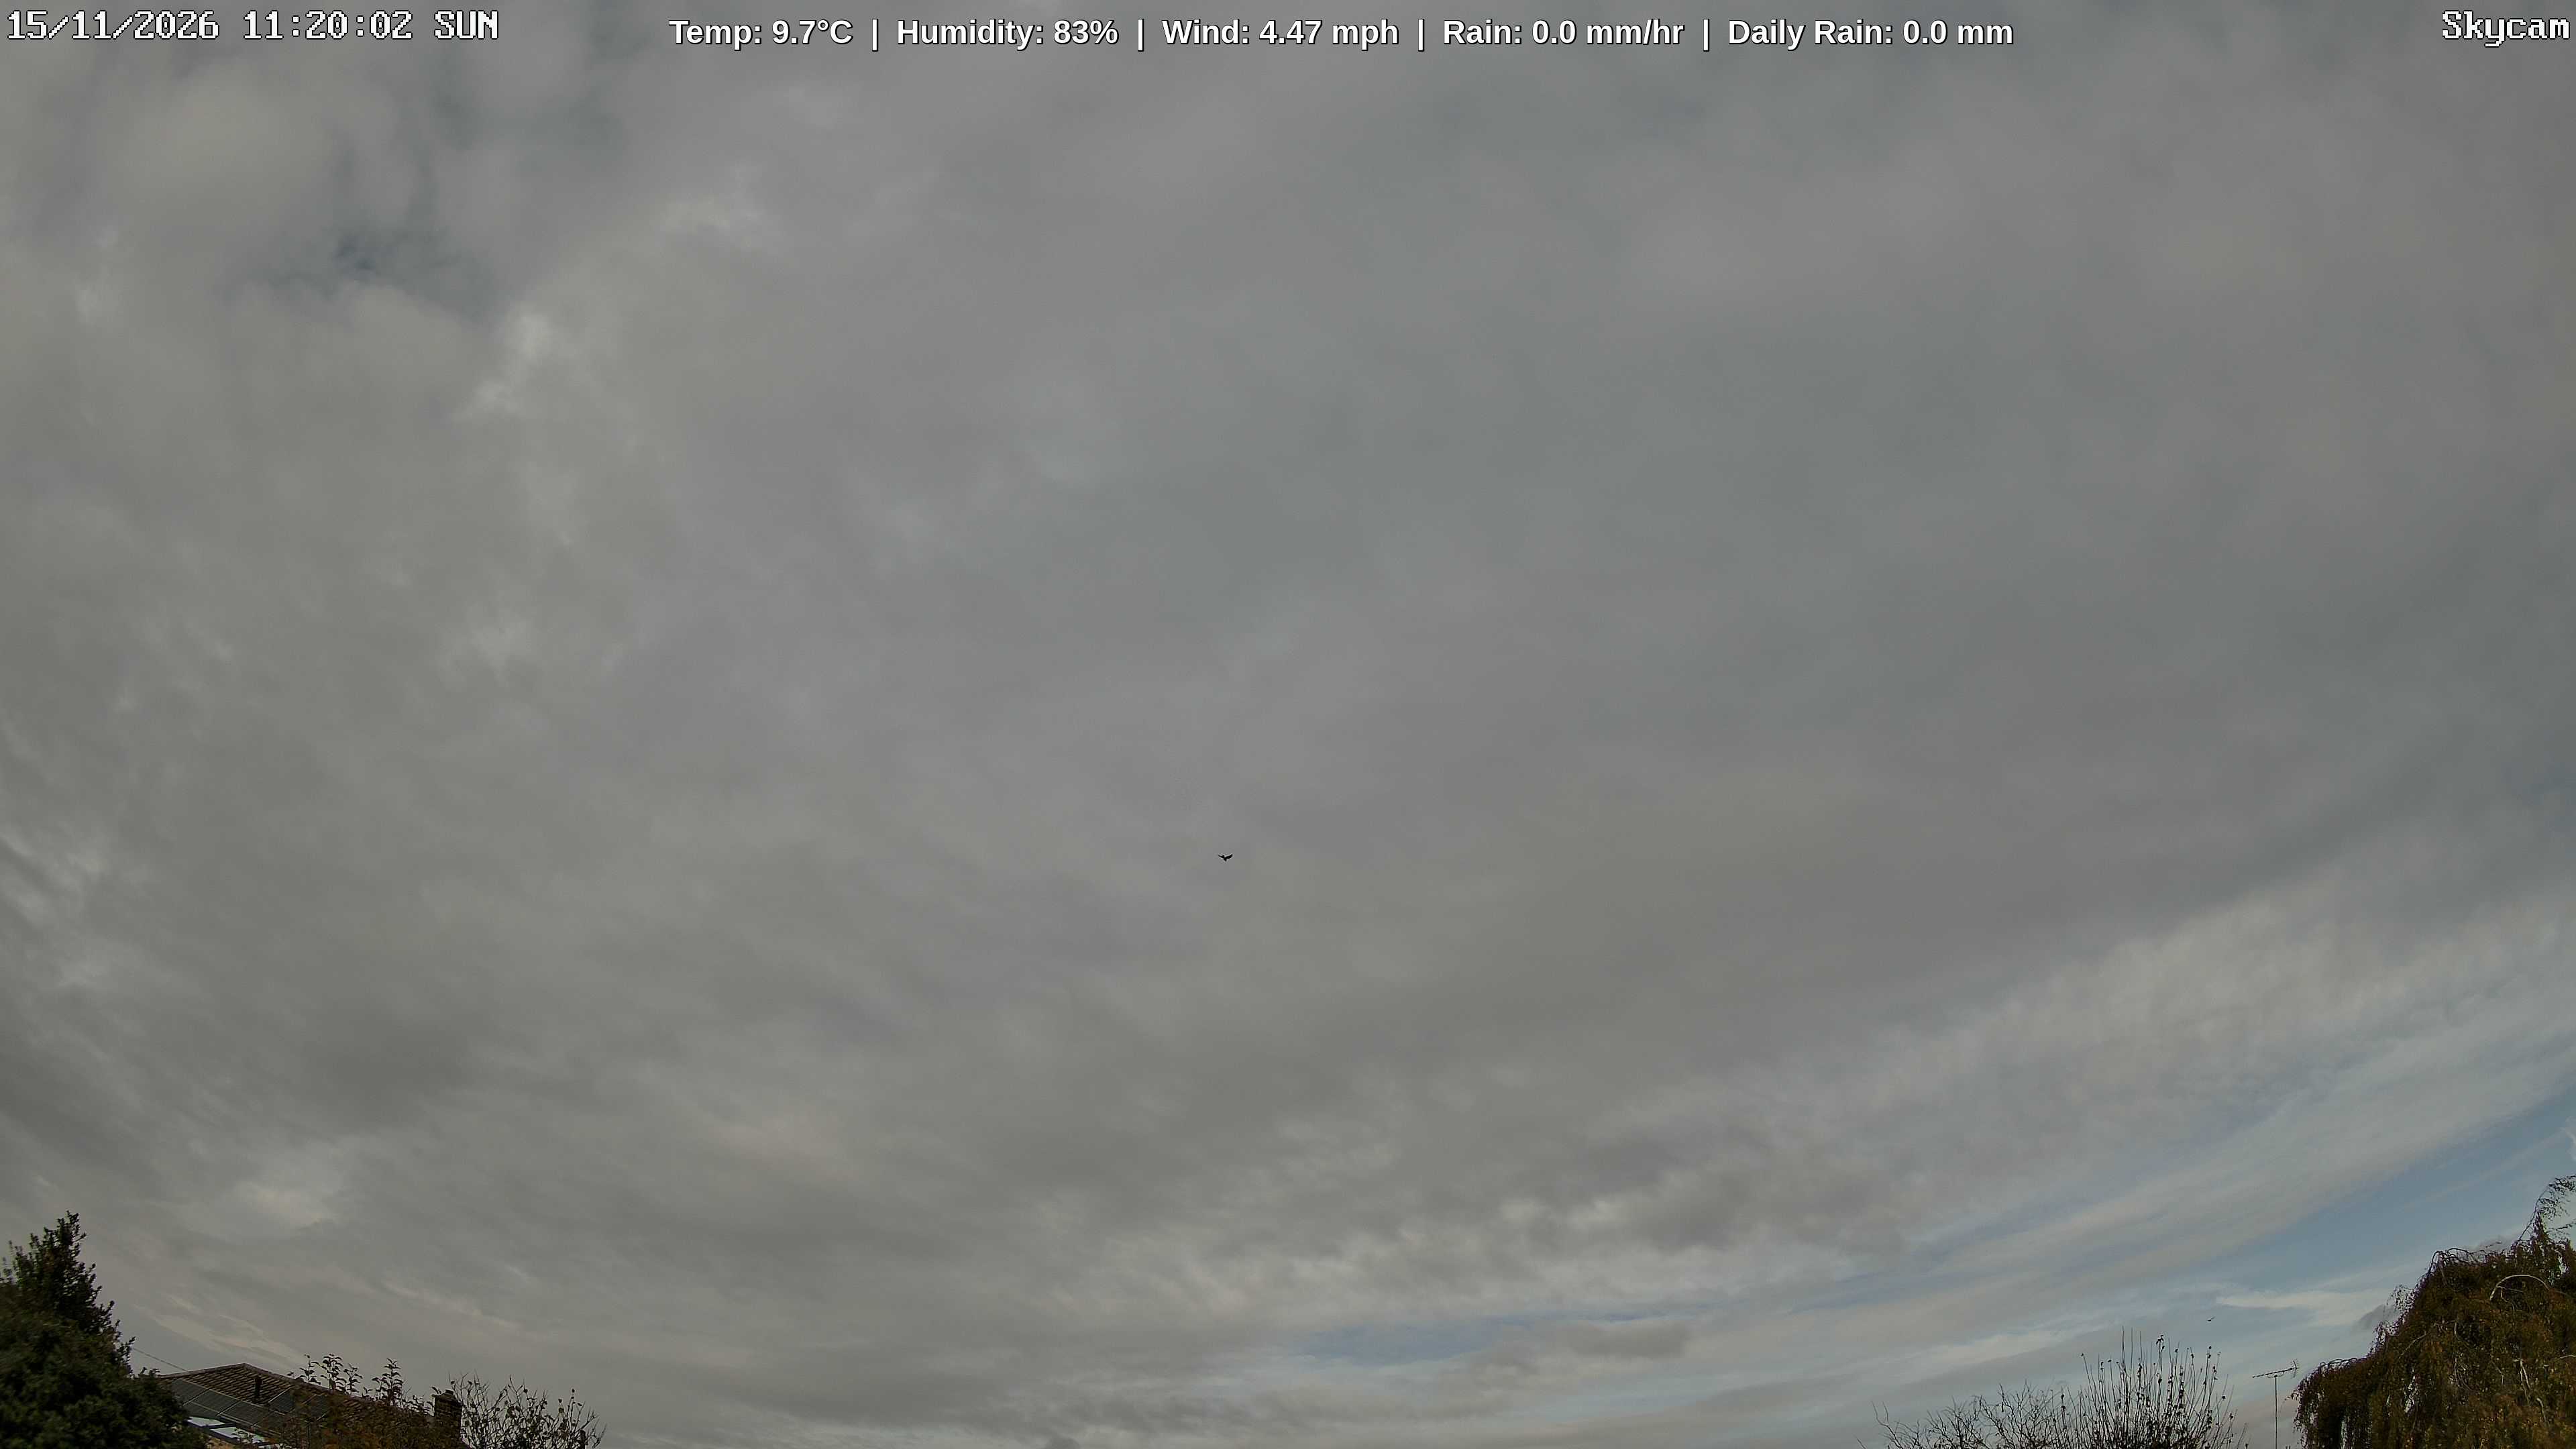 15/11/2026 11:20:02 SUN
Temp: 9.7°C | Humidity: 83% | Wind: 4.47 mph | Rain: 0.0 mm/hr | Daily Rain: 0.0 mm
Skycam